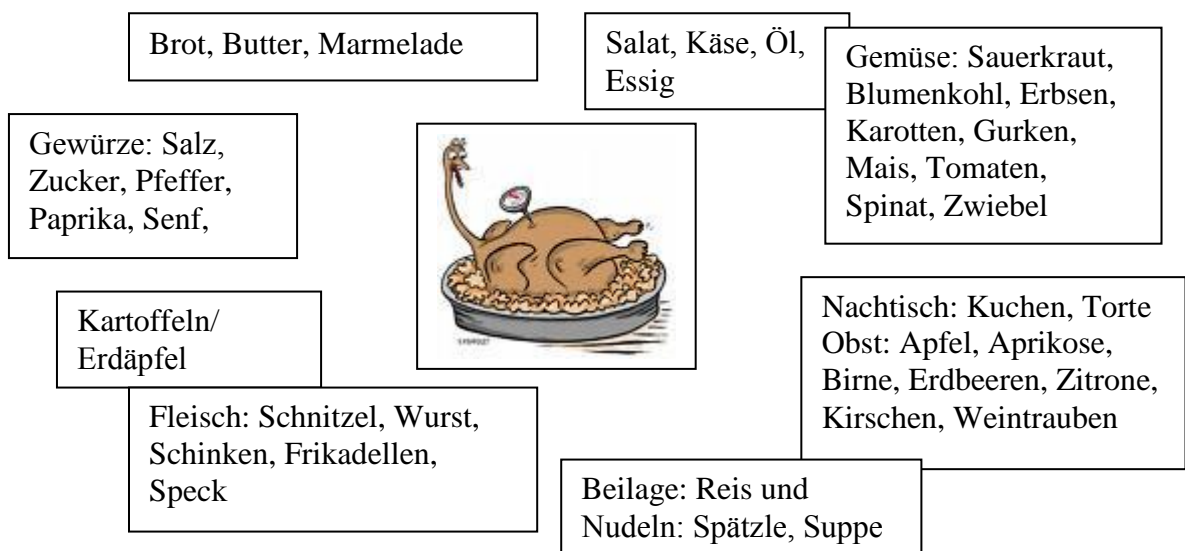 Brot, Butter, Marmelade
Salat, Käse, Öl,
Essig
Gemüse: Sauerkraut,
Blumenkohl, Erbsen,
Karotten, Gurken,
Mais, Tomaten,
Spinat, Zwiebel
Gewürze: Salz,
Zucker, Pfeffer,
Paprika, Senf,
Kartoffeln/
Erdäpfel
Nachtisch: Kuchen, Torte
Obst: Apfel, Aprikose,
Birne, Erdbeeren, Zitrone,
Kirschen, Weintrauben
Fleisch: Schnitzel, Wurst,
Schinken, Frikadellen,
Speck
Beilage: Reis und
Nudeln: Spätzle, Suppe